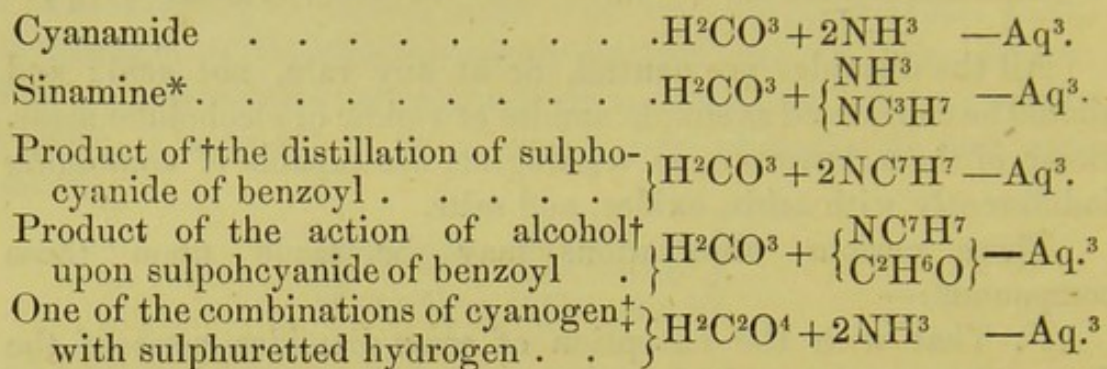 Cyanamide . . . . . . . . . .H²CO³+2NH³ —Aq³.
Sinamine*. . . . . . . . . .H²CO³+{NH³ NC³H⁷ —Aq³.
Product of †the distillation of sulpho-
cyanide of benzoyl . . . . . . }H²CO³+2NC⁷H⁷—Aq³.
Product of the action of alcohol†
upon sulpohcyanide of benzoyl . }H²CO³+ {NC⁷H⁷ C²H⁶O}—Aq.³
One of the combinations of cyanogen‡
with sulphuretted hydrogen . . }H²C²O⁴+2NH³ —Aq.³